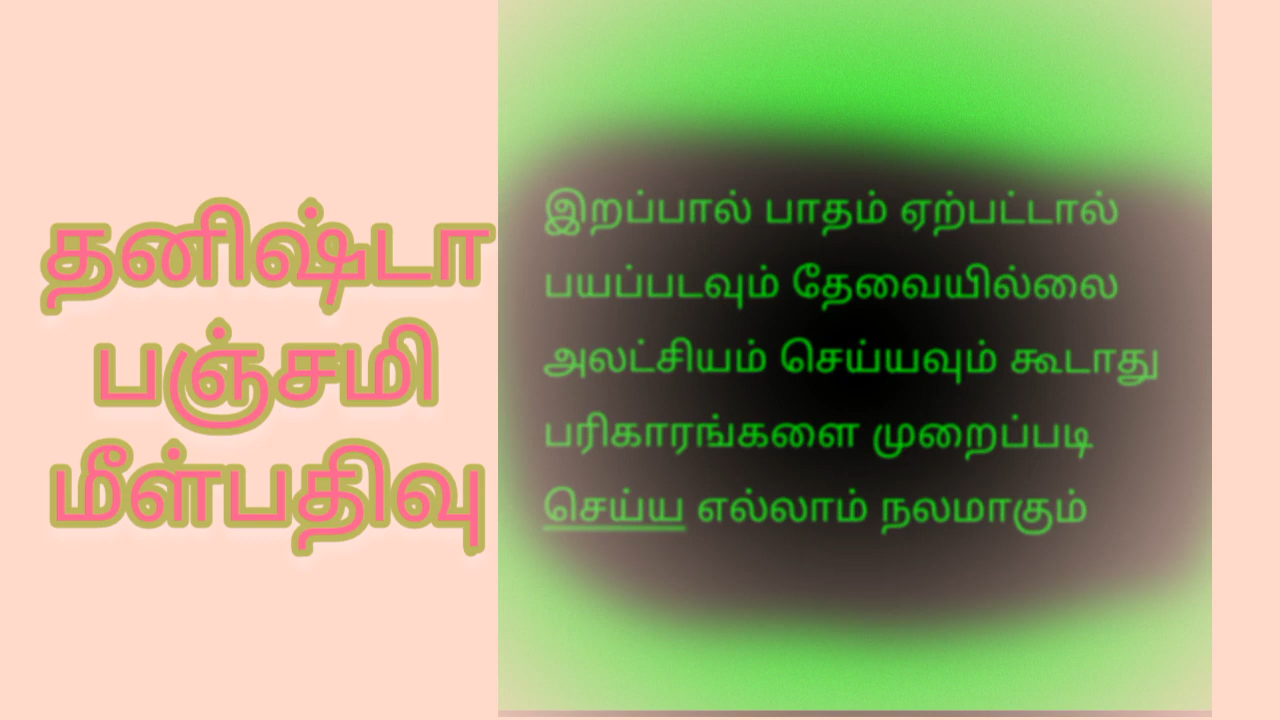 தனிஷ்டா
பஞ்சமி
மீள்பதிவு
இறப்பால் பாதம் ஏற்பட்டால்
பயப்படவும் தேவையில்லை
அலட்சியம் செய்யவும் கூடாது
பரிகாரங்களை முறைப்படி
செய்ய எல்லாம் நலமாகும்